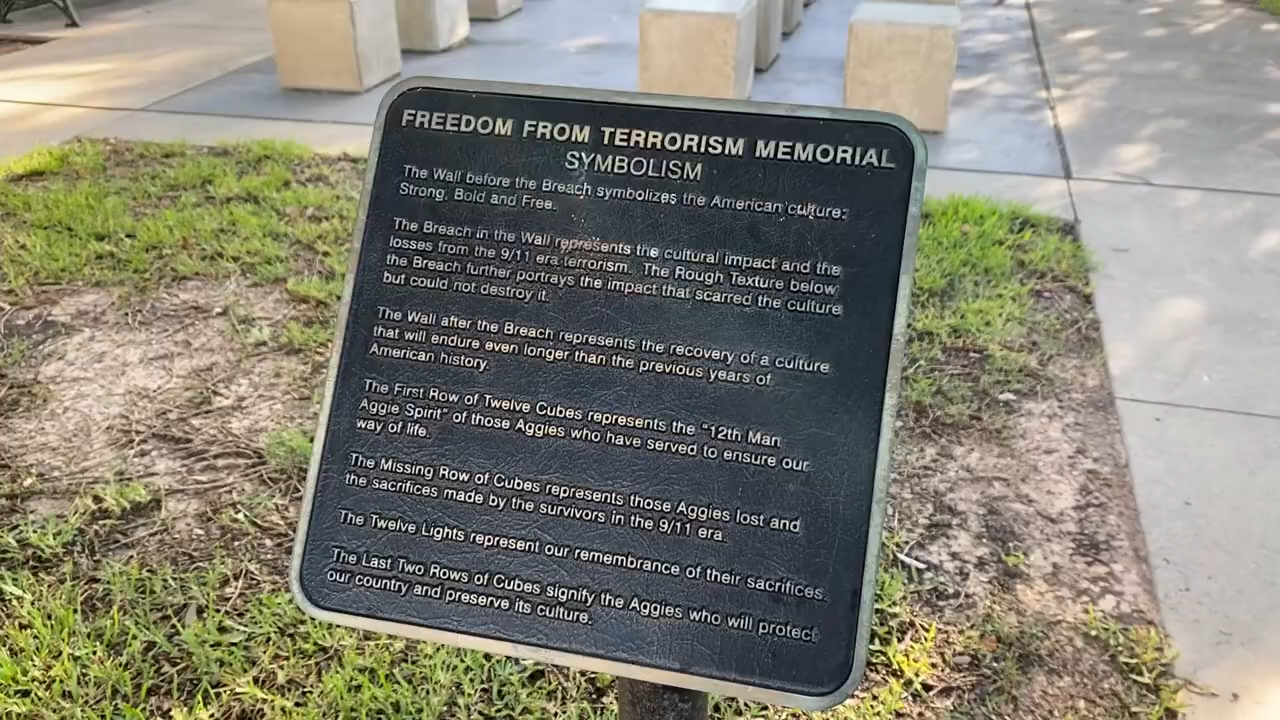 FREEDOM FROM TERRORISM MEMORIAL
SYMBOLISM
The Wall before the Breach symbolizes the American culture:
Strong, Bold and Free.
The Breach in the Wall represents the cultural impact and the
losses from the 9/11 era terrorism. The Rough Texture below
the Breach further portrays the impact that scarred the culture
but could not destroy it.
The Wall after the Breach represents the recovery of a culture
that will endure even longer than the previous years of
American history.
The First Row of Twelve Cubes represents the "12th Man
Aggie Spirit" of those Aggies who have served to ensure our
way of life.
The Missing Row of Cubes represents those Aggies lost and
the sacrifices made by the survivors in the 9/11 era.
The Twelve Lights represent our remembrance of their sacrifices.
The Last Two Rows of Cubes signify the Aggies who will protect
our country and preserve its culture.